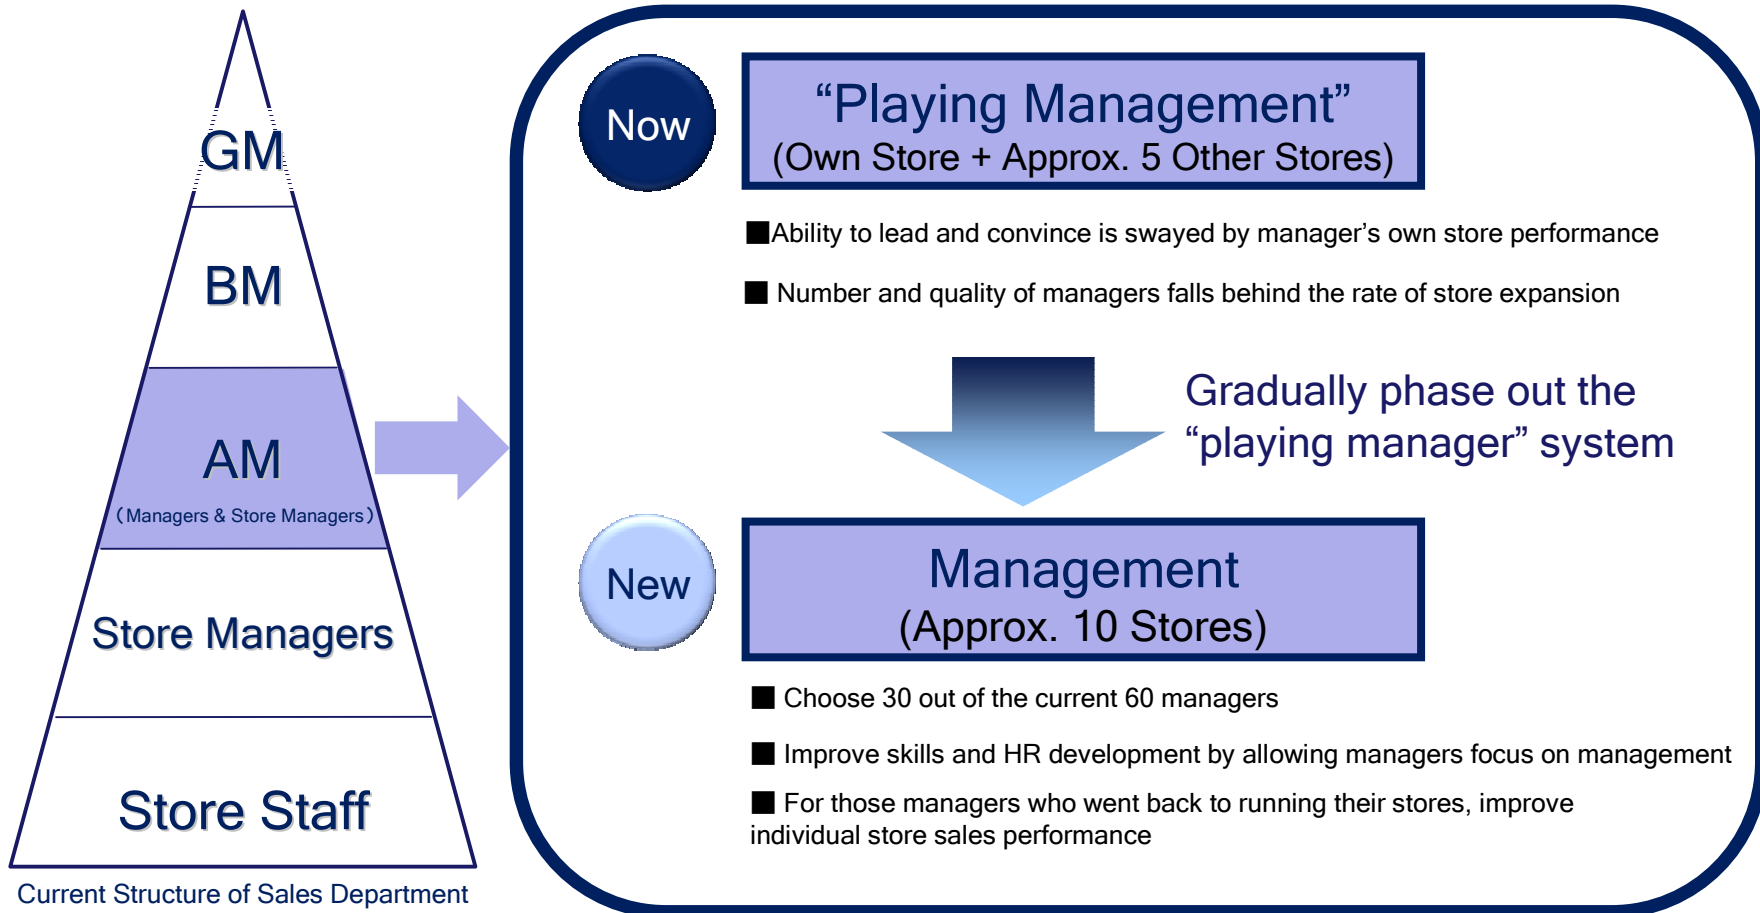 GM
BM
AM
（Managers & Store Managers）
Store Managers
Store Staff
Current Structure of Sales Department
Now
“Playing Management”
(Own Store + Approx. 5 Other Stores)
■Ability to lead and convince is swayed by manager’s own store performance
■ Number and quality of managers falls behind the rate of store expansion
Gradually phase out the
“playing manager” system
New
Management
(Approx. 10 Stores)
■ Choose 30 out of the current 60 managers
■ Improve skills and HR development by allowing managers focus on management
■ For those managers who went back to running their stores, improve
individual store sales performance